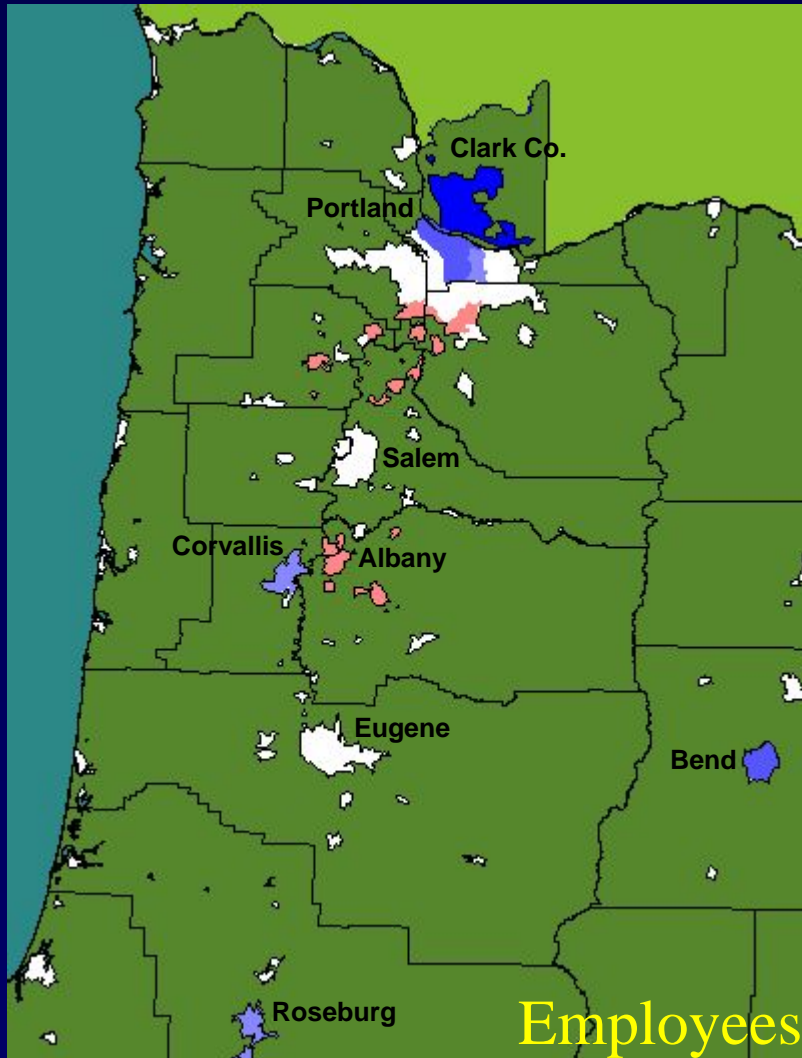 Clark Co.
Portland
Salem
Corvallis
Albany
Eugene
Bend
Roseburg
Employees